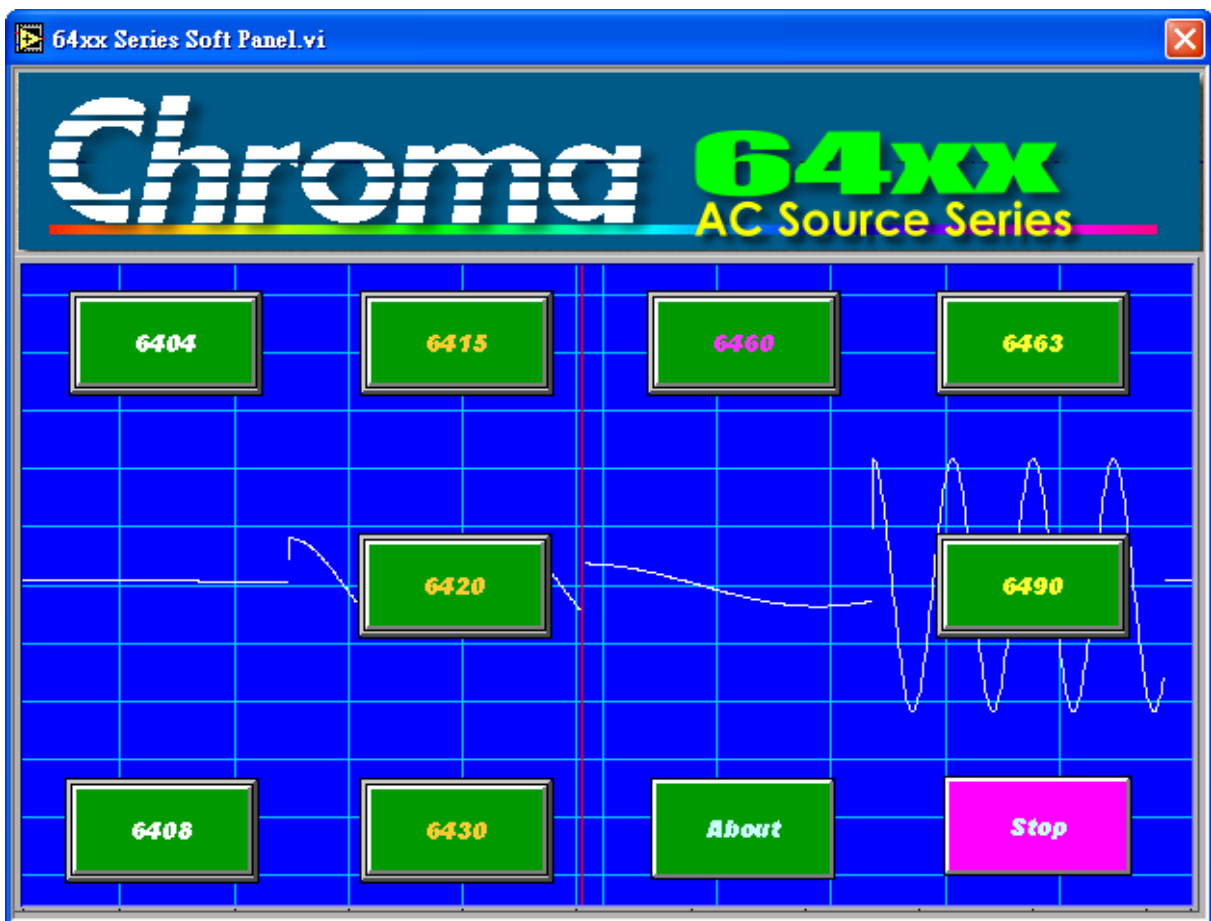 64xx Series Soft Panel.vi
Chroma 64xx
AC Source Series
6404 6415 6460 6463
6420 6490
6408 6430 About Stop